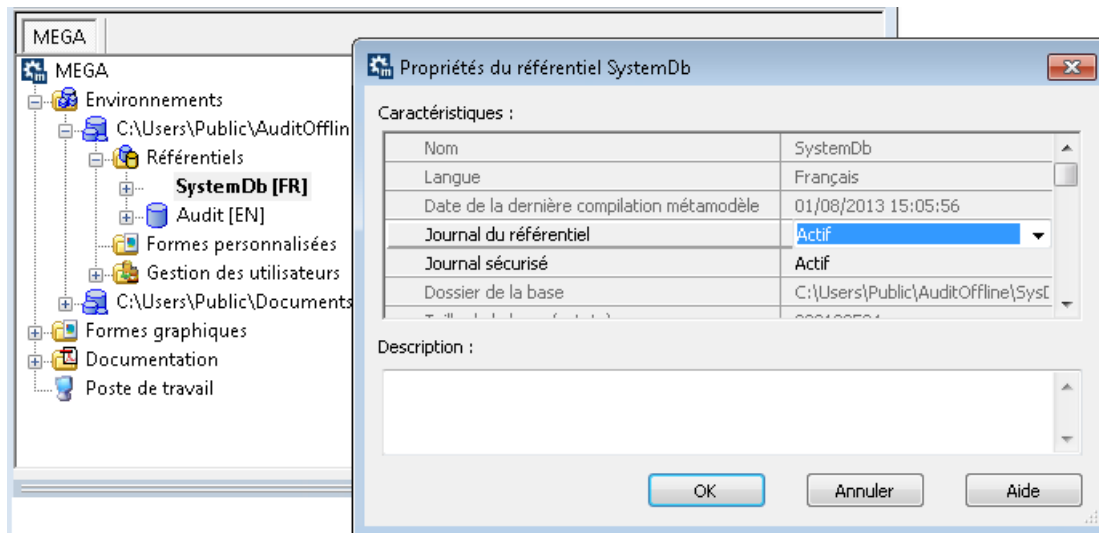 MEGA
MEGA
Environnements
C:\Users\Public\AuditOfflin
Référentiels
SystemDb [FR]
Audit [EN]
Formes personnalisées
Gestion des utilisateurs
C:\Users\Public\Documents
Formes graphiques
Documentation
Poste de travail
Propriétés du référentiel SystemDb
Caractéristiques :
Nom SystemDb
Langue Français
Date de la dernière compilation métamodèle 01/08/2013 15:05:56
Journal du référentiel Actif
Journal sécurisé Actif
Dossier de la base C:\Users\Public\AuditOffline\SysD
Description :
OK Annuler Aide